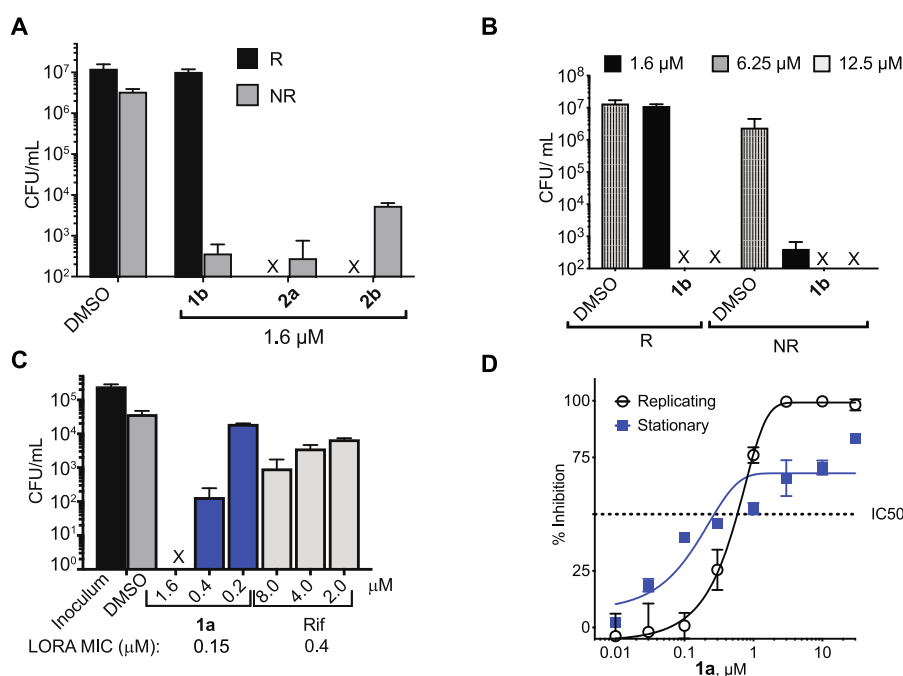 A
R
NR
CFU/mL
10⁷
10⁶
10⁵
10⁴
10³
10²
X
X
DMSO
1b
2a
2b
1.6 µM
B
1.6 µM
6.25 µM
12.5 µM
CFU/ mL
10⁸
10⁷
10⁶
10⁵
10⁴
10³
10²
X X
X X
DMSO
1b
DMSO
1b
R
NR
C
CFU/mL
10⁵
10⁴
10³
10²
10¹
10⁰
X
Inoculum
DMSO
1.6
0.4
0.2
8.0
4.0
2.0
µM
1a
Rif
LORA MIC (µM): 0.15 0.4
D
Replicating
Stationary
% Inhibition
100
75
25
0
IC50
0.01 0.1 1 10
1a, µM